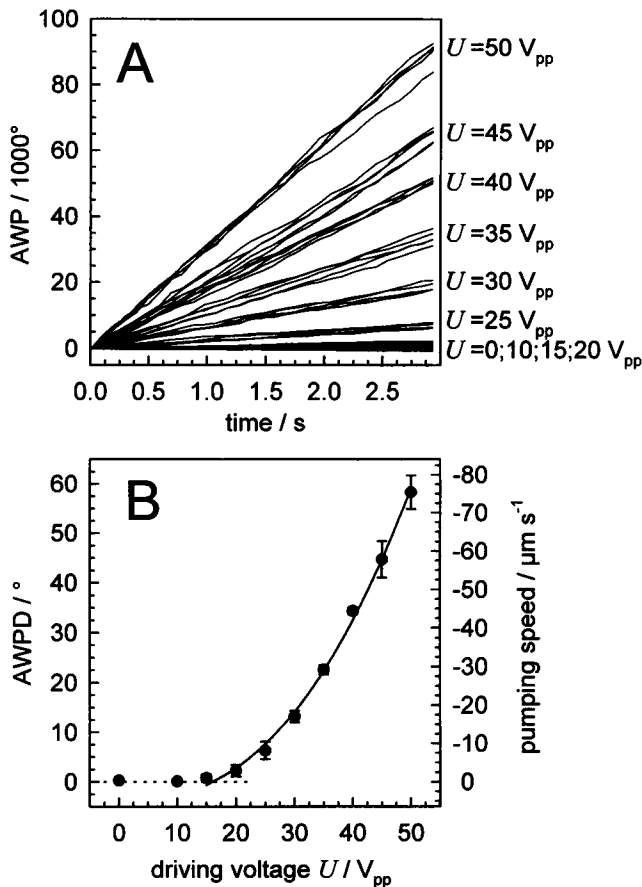 A
AWP / 1000°
100
80
60
40
20
0
0.0 0.5 1.0 1.5 2.0 2.5
time / s
U =50 Vpp
U =45 Vpp
U =40 Vpp
U =35 Vpp
U =30 Vpp
U =25 Vpp
U =0;10;15;20 Vpp
B
AWPD / °
60
50
40
30
20
10
0
0 10 20 30 40 50
driving voltage U / Vpp
-80
-70
-60
-50
-40
-30
-20
-10
0
pumping speed / µm s⁻¹